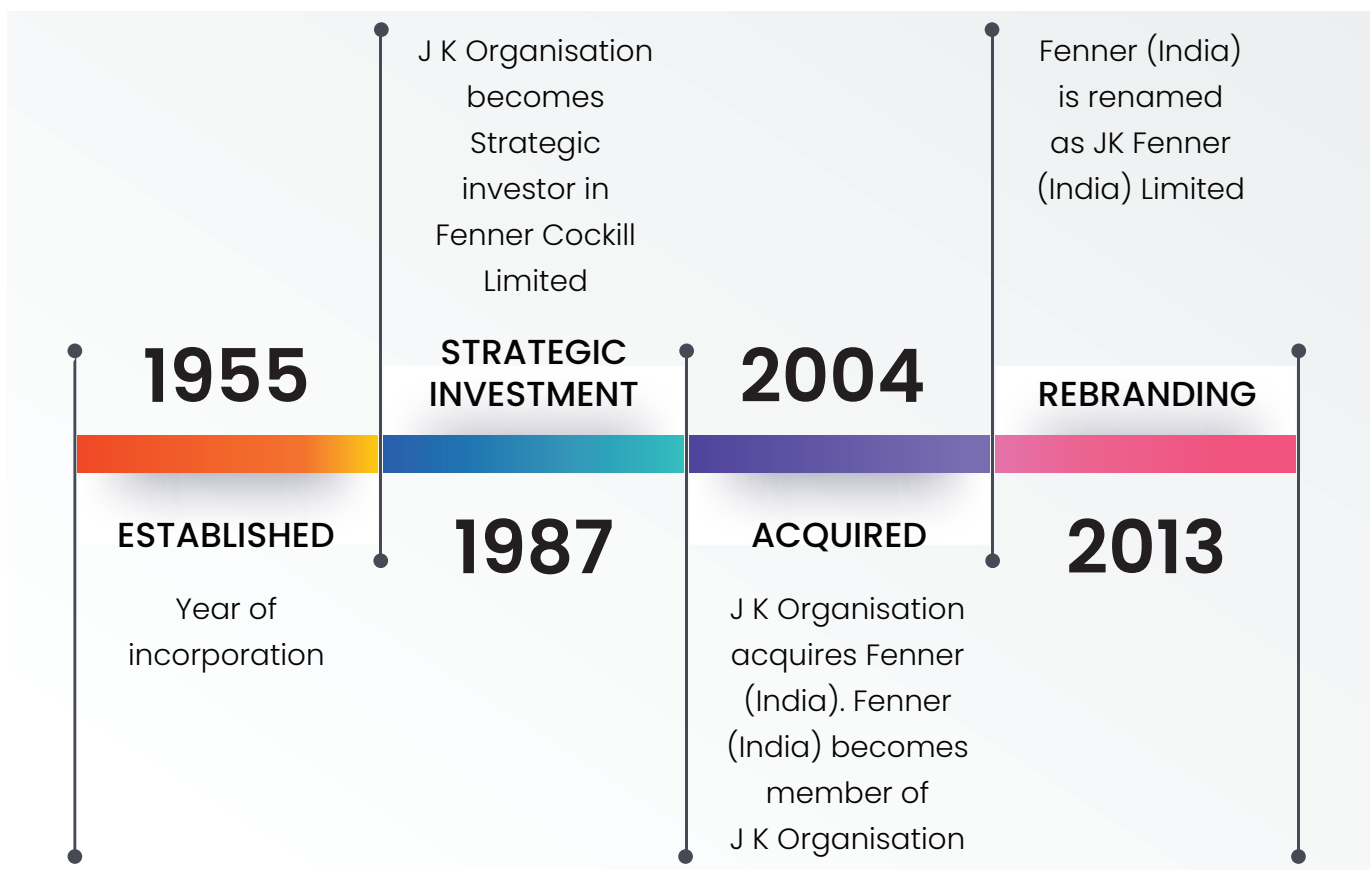 1955
ESTABLISHED
Year of
incorporation
J K Organisation
becomes
Strategic
investor in
Fenner Cockill
Limited
STRATEGIC
INVESTMENT
1987
2004
ACQUIRED
J K Organisation
acquires Fenner
(India). Fenner
(India) becomes
member of
J K Organisation
Fenner (India)
is renamed
as JK Fenner
(India) Limited
REBRANDING
2013